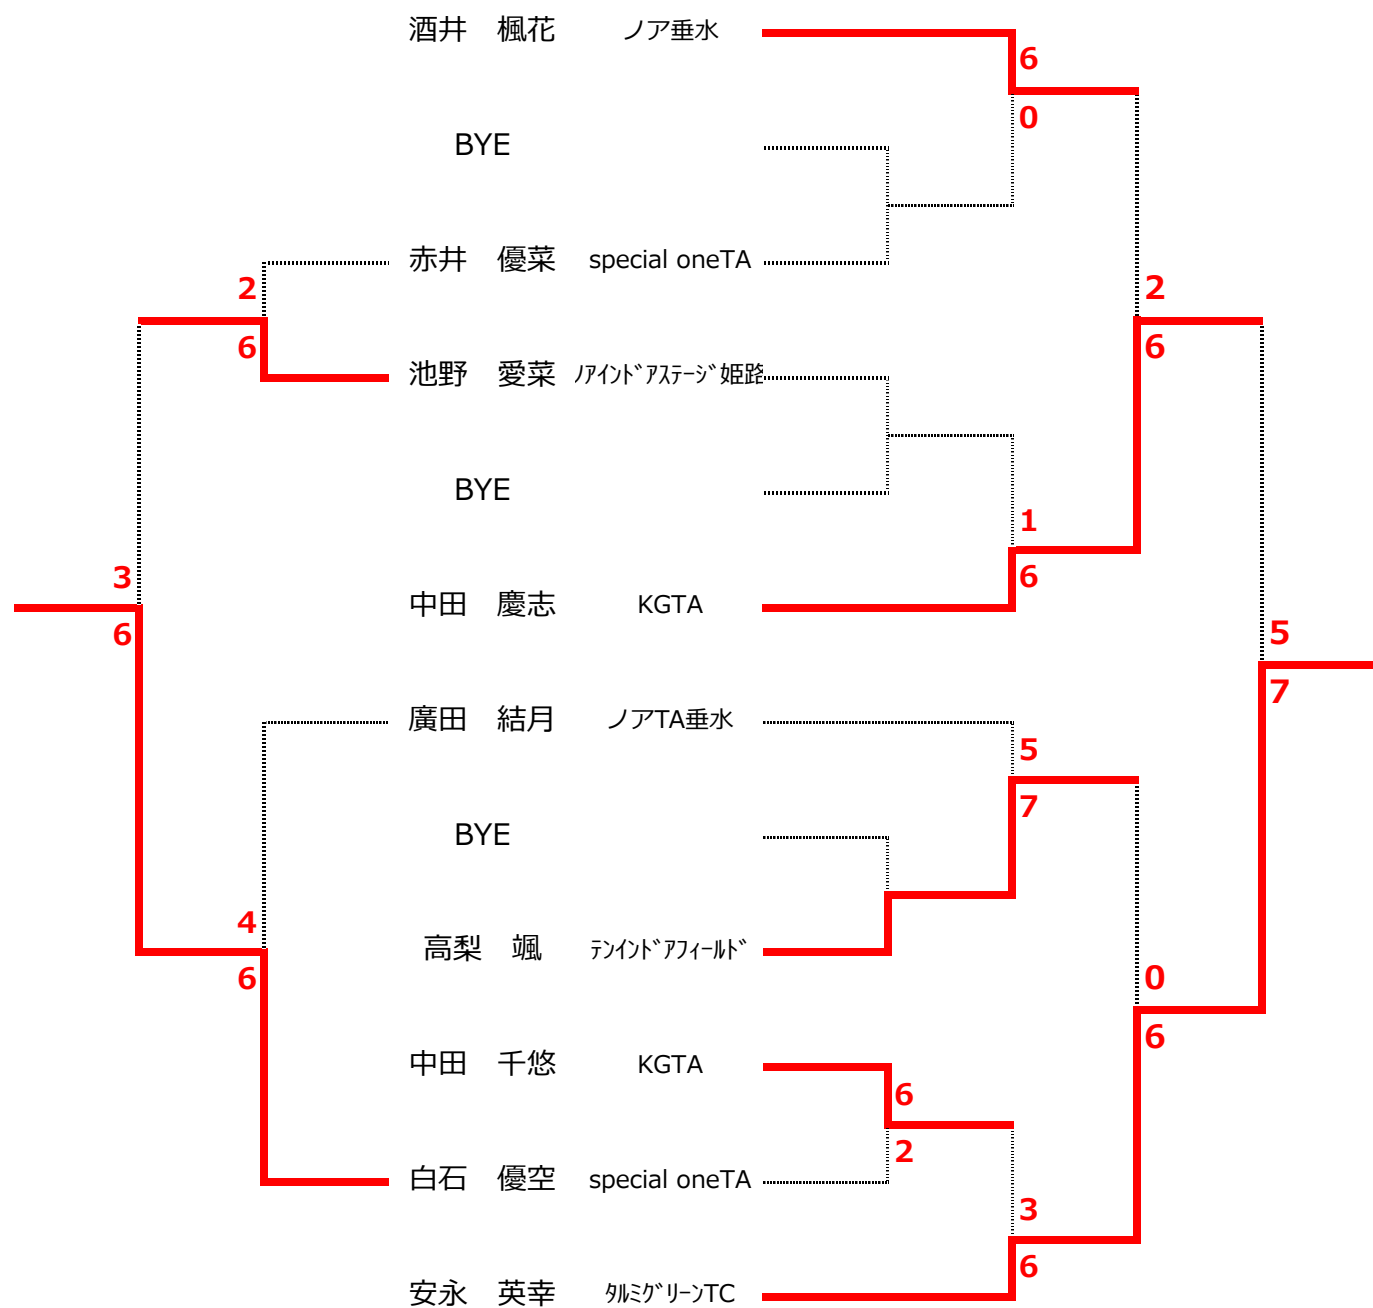 酒井　楓花　ノア垂水
6
0
BYE
赤井　優菜　special oneTA
2
2
6
6
池野　愛菜　ﾉｱｲﾝﾄﾞｱｽﾃｰｼﾞ姫路
BYE
1
3
6
中田　慶志　KGTA
6
5
7
廣田　結月　ノアTA垂水
5
7
BYE
4
高梨　颯　ﾃﾝｲﾝﾄﾞｱﾌｨｰﾙﾄﾞ
6
0
6
中田　千悠　KGTA
6
2
白石　優空　special oneTA
3
6
安永　英幸　ﾀﾙﾐｸﾞﾘｰﾝTC